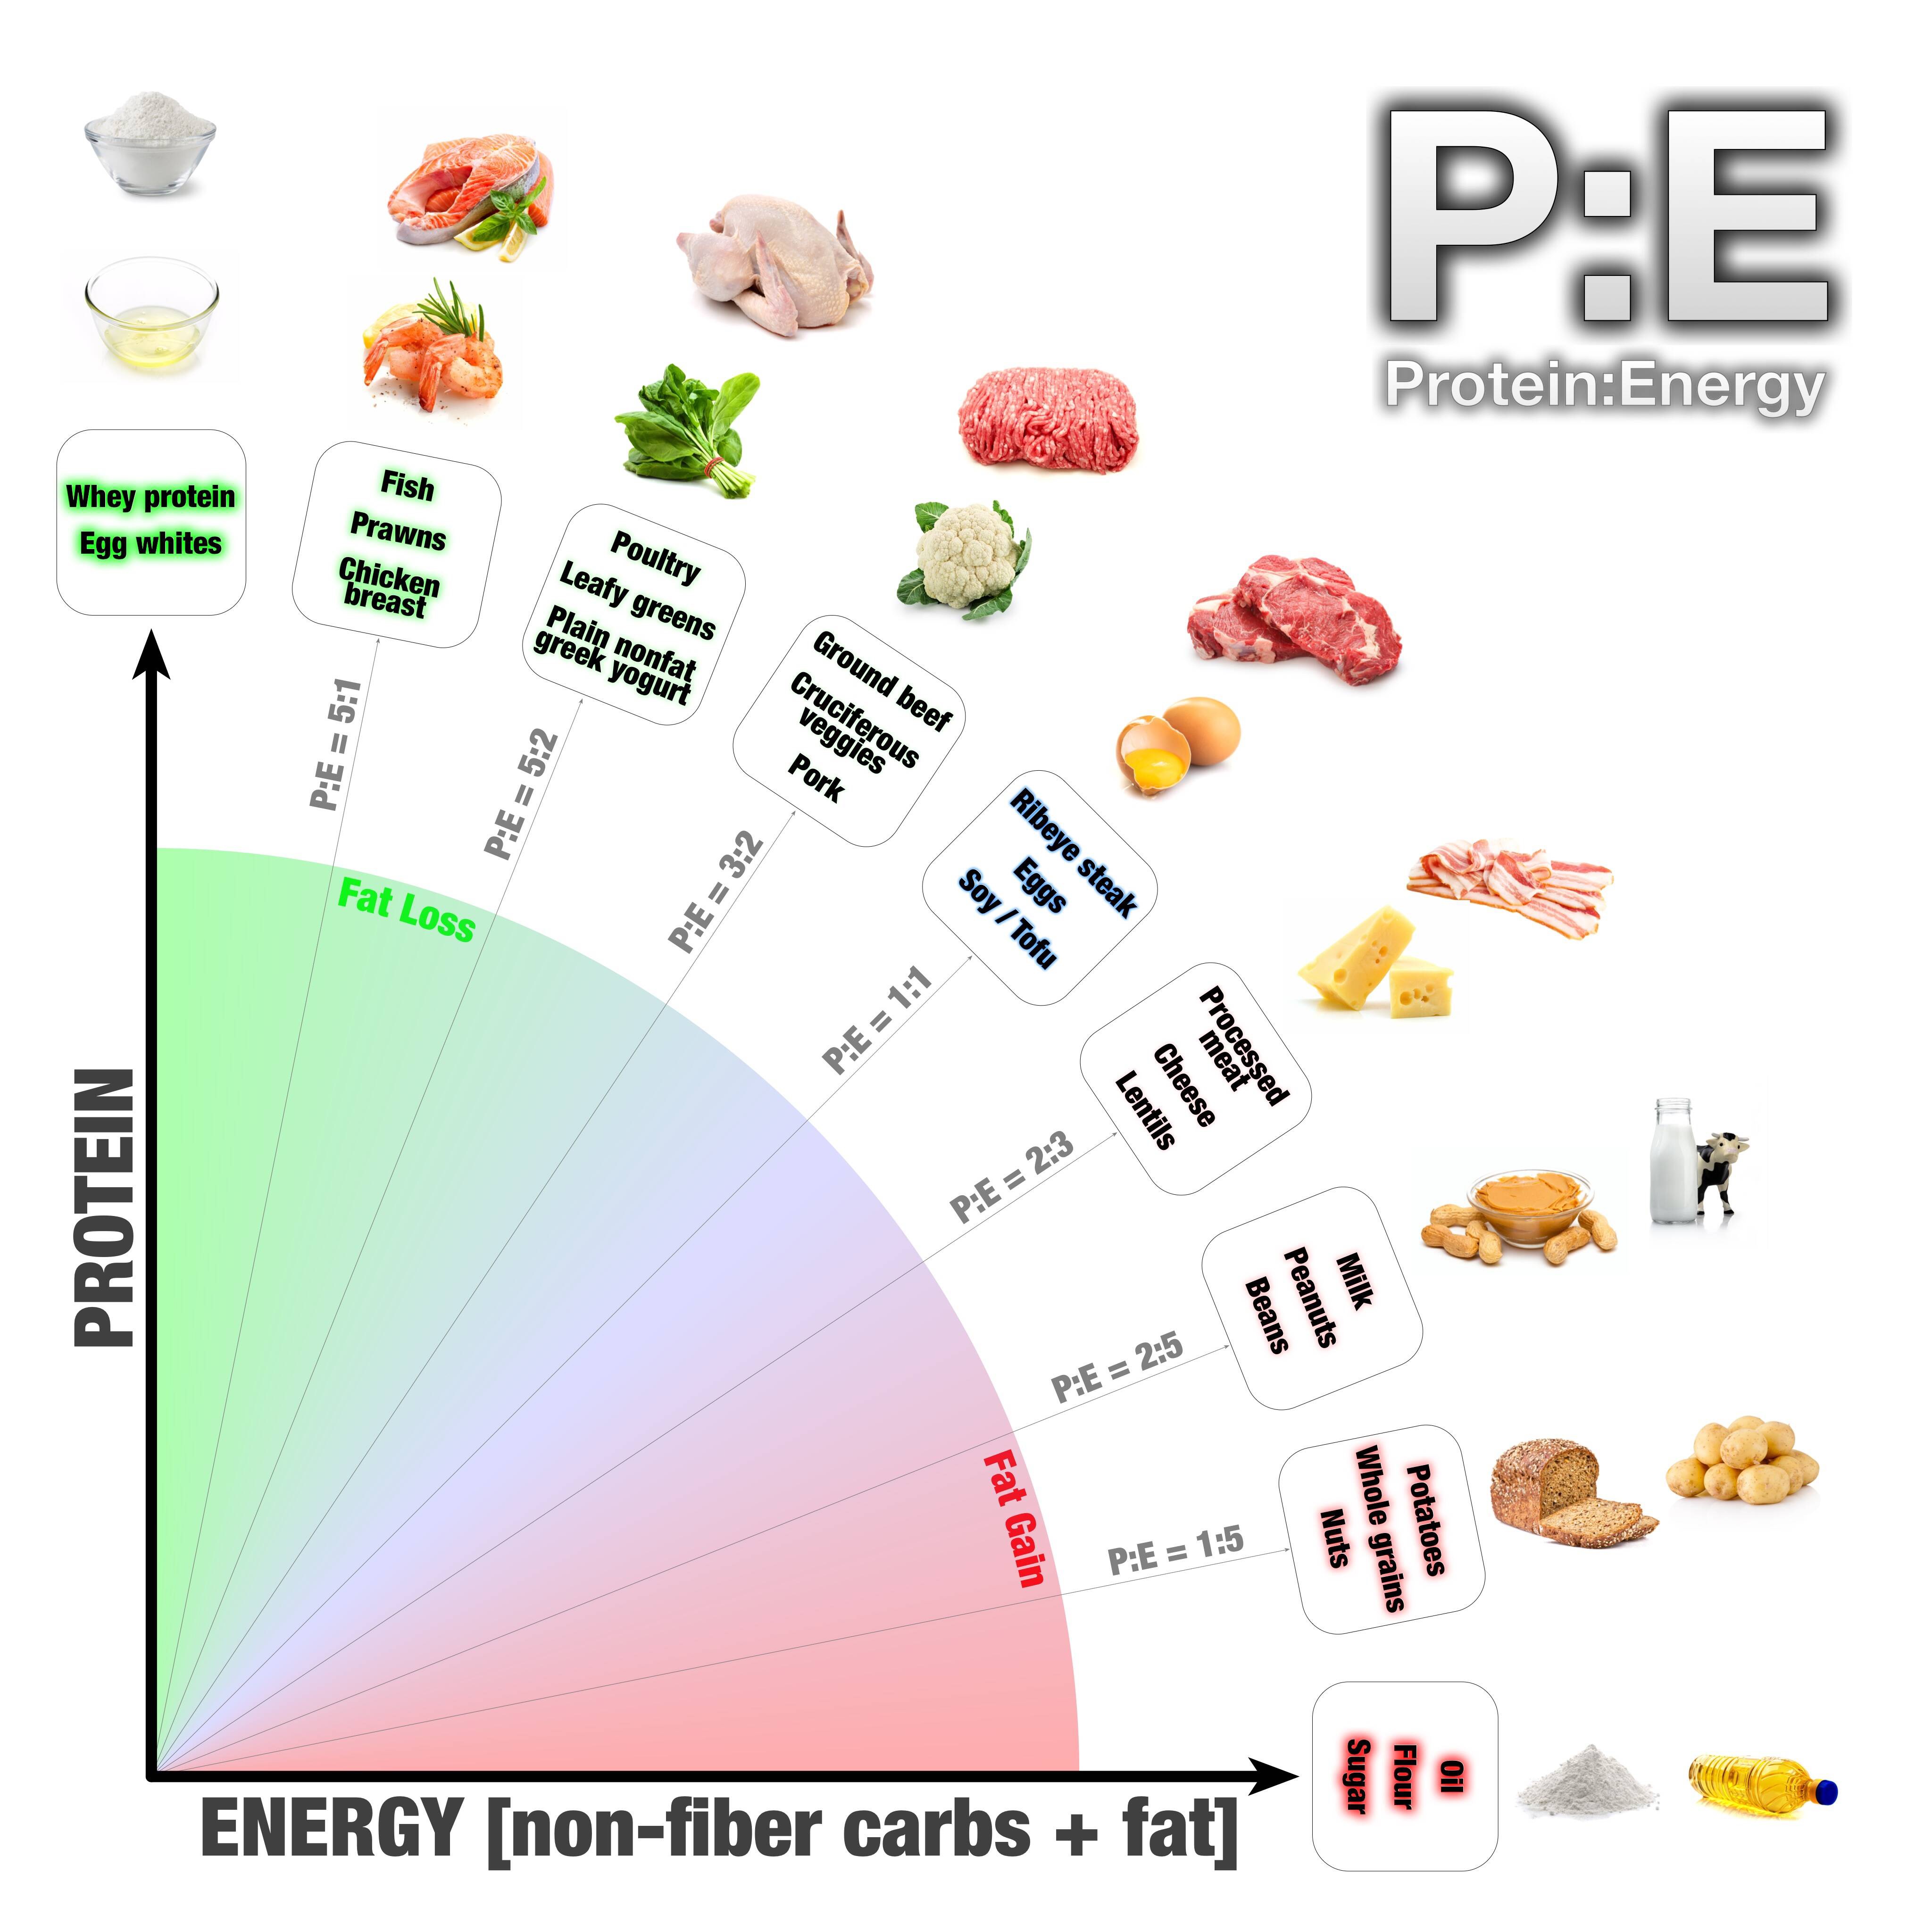 P:E
Protein:Energy
Whey protein
Egg whites
Fish
Prawns
Chicken
breast
Poultry
Leafy greens
Plain nonfat
greek yogurt
Ground beef
Cruciferous
veggies
Pork
Ribeye steak
Eggs
Soy / Tofu
Processed
meat
Cheese
Lentils
Milk
Peanuts
Beans
Potatoes
Whole grains
Nuts
Oil
Flour
Sugar
P:E = 5:1
P:E = 5:2
P:E = 3:2
P:E = 1:1
P:E = 2:3
P:E = 2:5
P:E = 1:5
Fat Loss
Fat Gain
PROTEIN
ENERGY [non-fiber carbs + fat]